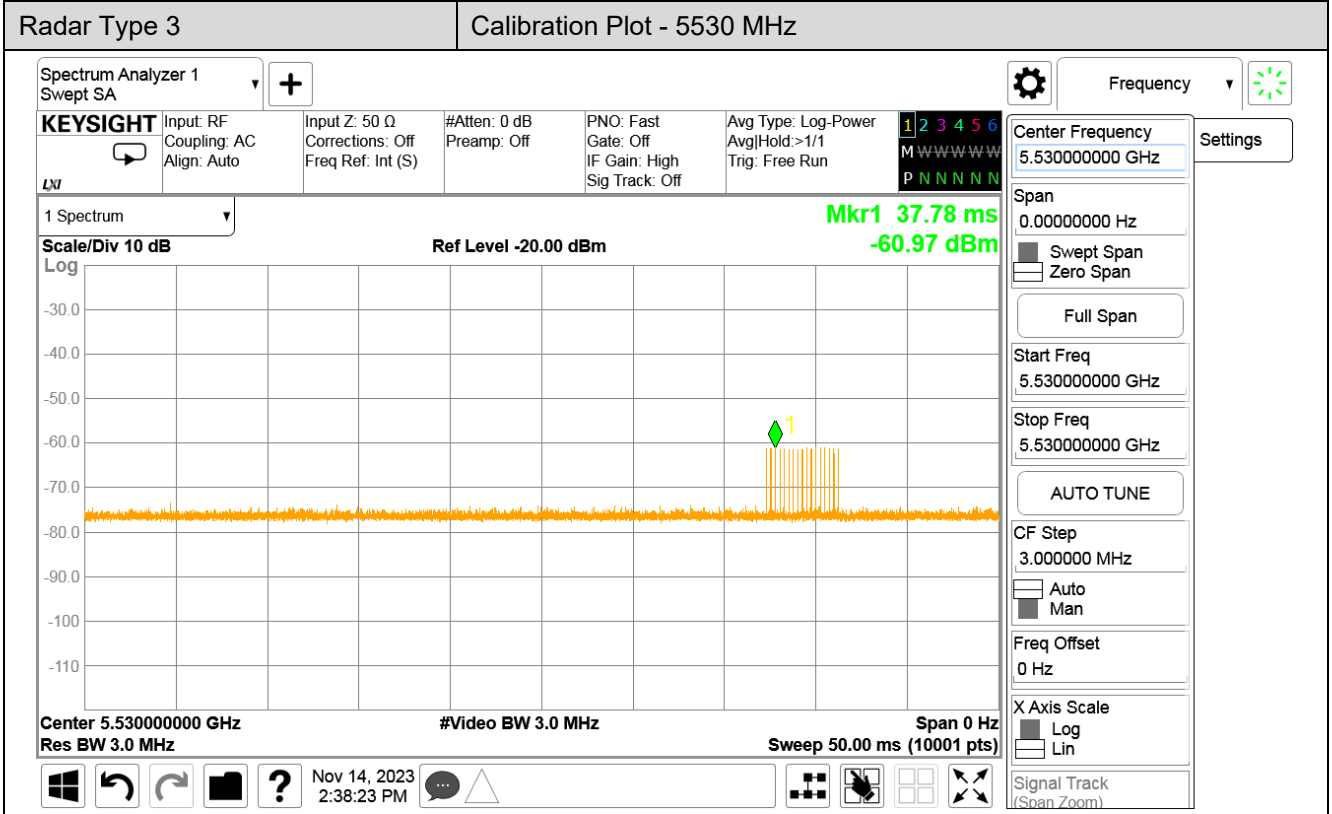 Radar Type 3
Calibration Plot - 5530 MHz
Spectrum Analyzer 1
Swept SA
Frequency
KEYSIGHT
LXI
Input: RF
Coupling: AC
Align: Auto
Input Z: 50 Ω
Corrections: Off
Freq Ref: Int (S)
#Atten: 0 dB
Preamp: Off
PNO: Fast
Gate: Off
IF Gain: High
Sig Track: Off
Avg Type: Log-Power
Avg|Hold:>1/1
Trig: Free Run
1 2 3 4 5 6
M W W W W W
P N N N N N
Settings
1 Spectrum
Mkr1 37.78 ms
-60.97 dBm
Scale/Div 10 dB
Ref Level -20.00 dBm
Log
-30.0
-40.0
-50.0
-60.0
-70.0
-80.0
-90.0
-100
-110
1
Center 5.530000000 GHz
#Video BW 3.0 MHz
Span 0 Hz
Res BW 3.0 MHz
Sweep 50.00 ms (10001 pts)
Center Frequency
5.530000000 GHz
Span
0.00000000 Hz
Swept Span
Zero Span
Full Span
Start Freq
5.530000000 GHz
Stop Freq
5.530000000 GHz
AUTO TUNE
CF Step
3.000000 MHz
Auto
Man
Freq Offset
0 Hz
X Axis Scale
Log
Lin
Signal Track
(Span Zoom)
?
Nov 14, 2023
2:38:23 PM